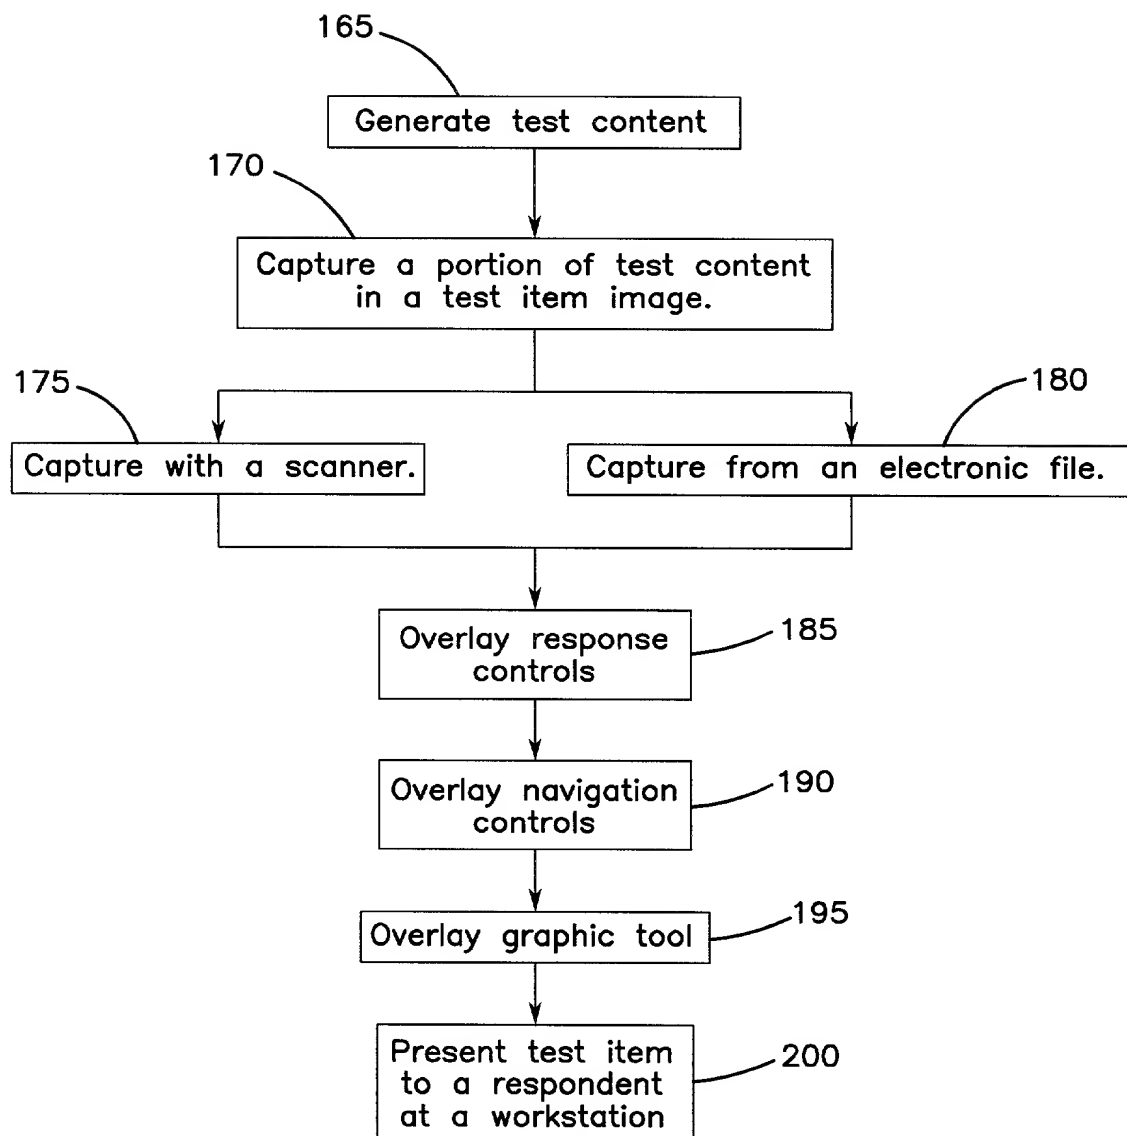 165
Generate test content
170
Capture a portion of test content
in a test item image.
175
180
Capture with a scanner.
Capture from an electronic file.
Overlay response
controls
185
Overlay navigation
controls
190
Overlay graphic tool
195
Present test item
to a respondent
at a workstation
200